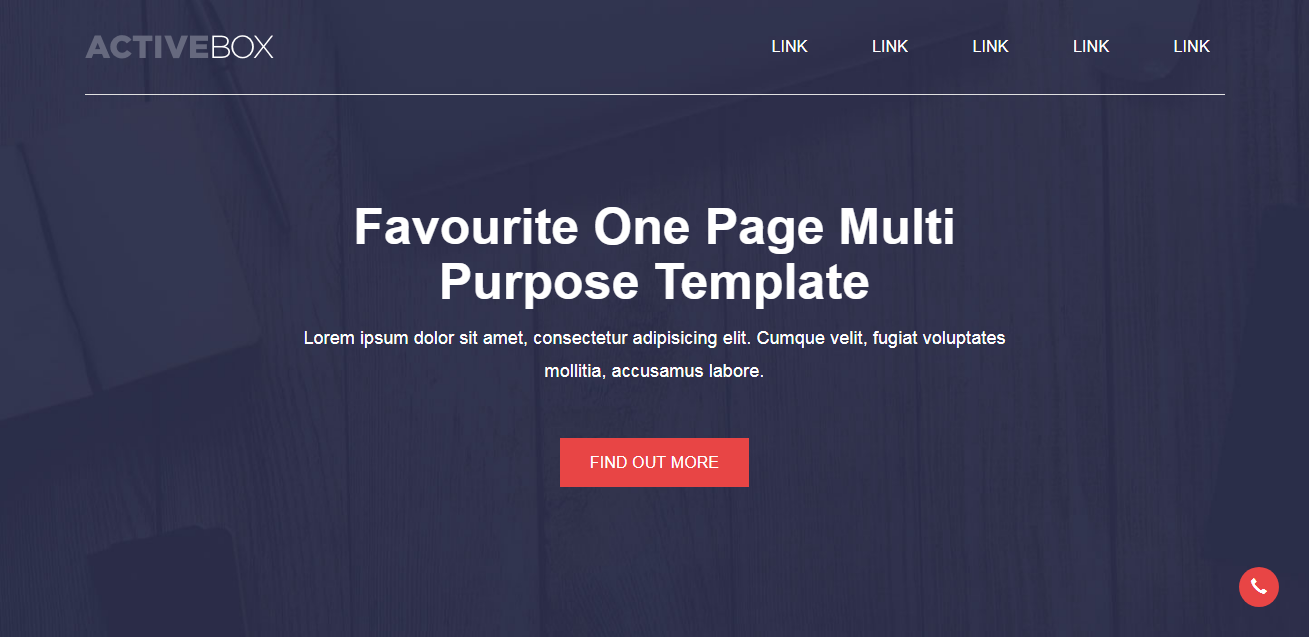 ACTIVEBOX
LINK LINK LINK LINK LINK
Favourite One Page Multi
Purpose Template
Lorem ipsum dolor sit amet, consectetur adipisicing elit. Cumque velit, fugiat voluptates
mollitia, accusamus labore.
FIND OUT MORE